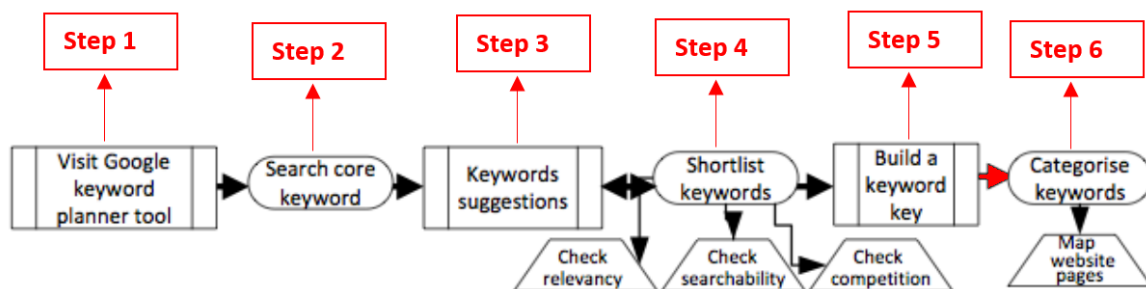 Step 1
Step 2
Step 3
Step 4
Step 5
Step 6
Visit Google
keyword
planner tool
Search core
keyword
Keywords
suggestions
Shortlist
keywords
Build a
keyword
key
Categorise
keywords
Check
relevancy
Check
searchability
Check
competition
Map
website
pages